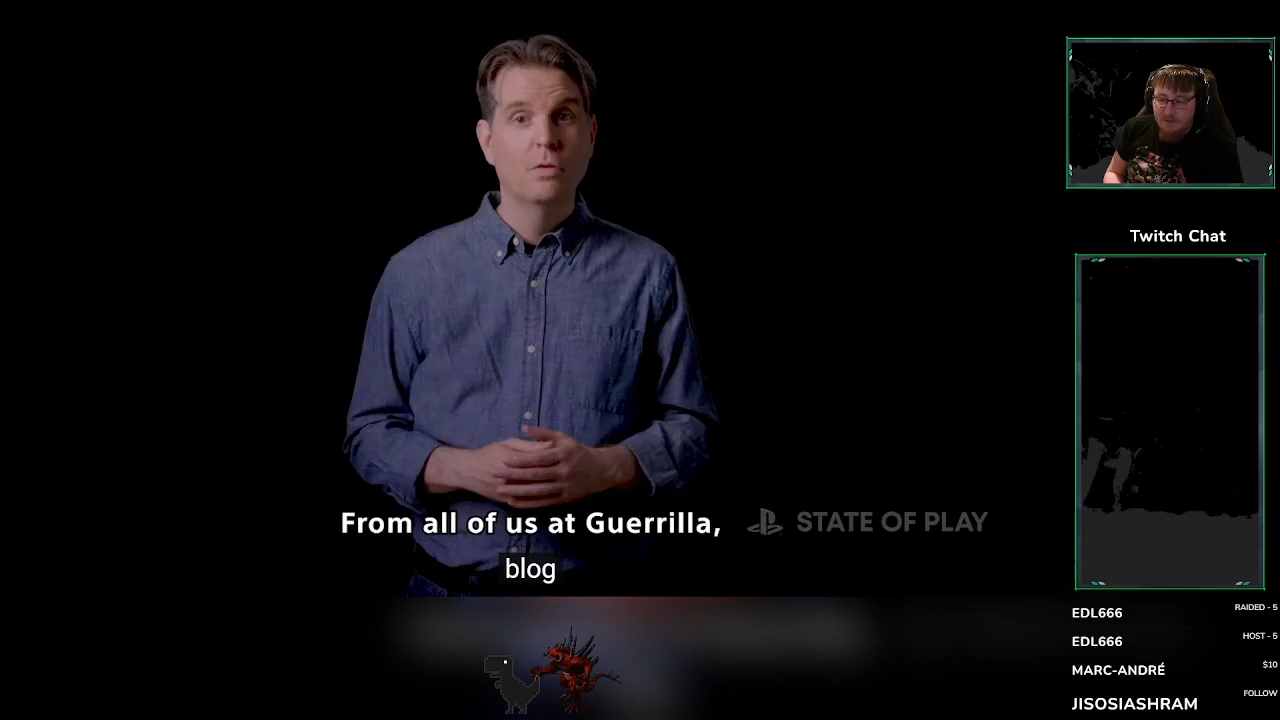 Twitch Chat
From all of us at Guerrilla,
STATE OF PLAY
blog
EDL666 RAIDED - 5
EDL666 HOST - 5
MARC-ANDRÉ $10
JISOSIASHRAM FOLLOW